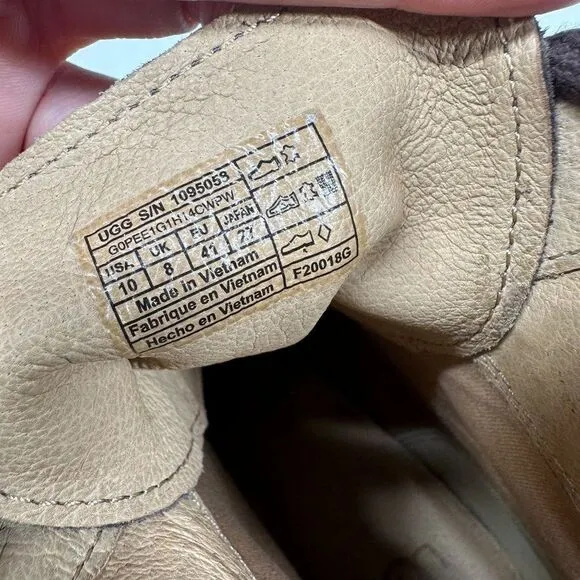 UGG S/N 1095059
G0PEE1G1H14CWPW
USA UK EU JAPAN
10 8 41 27
Made in Vietnam
Fabrique en Vietnam
Hecho en Vietnam
F20018G